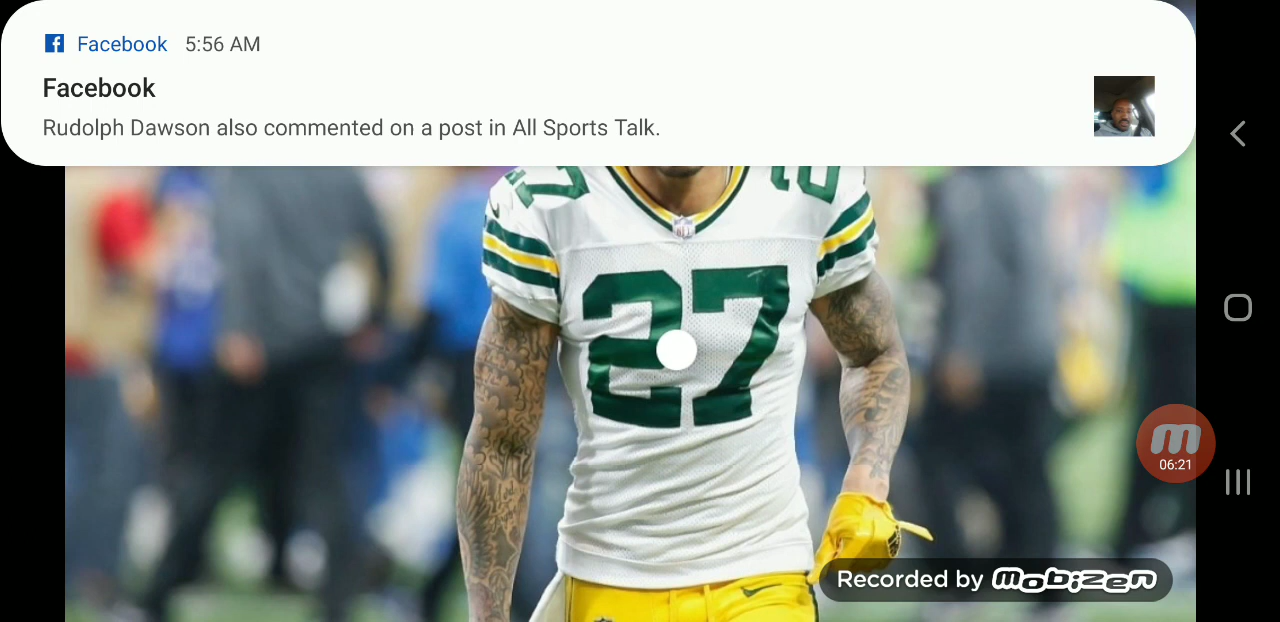 Facebook 5:56 AM
Facebook
Rudolph Dawson also commented on a post in All Sports Talk.
27 2
27
06:21
Recorded by mobizen